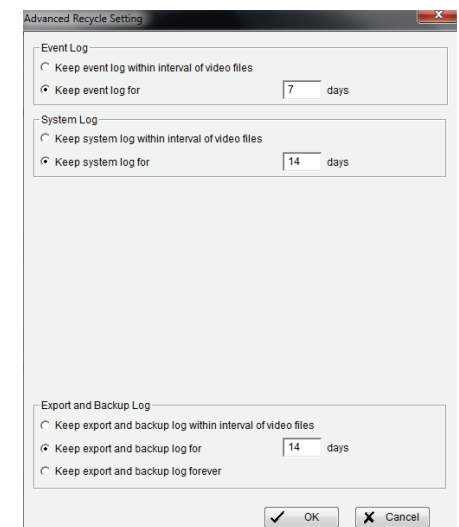 Advanced Recycle Setting
Event Log
Keep event log within interval of video files
Keep event log for 7 days
System Log
Keep system log within interval of video files
Keep system log for 14 days
Export and Backup Log
Keep export and backup log within interval of video files
Keep export and backup log for 14 days
Keep export and backup log forever
OK Cancel